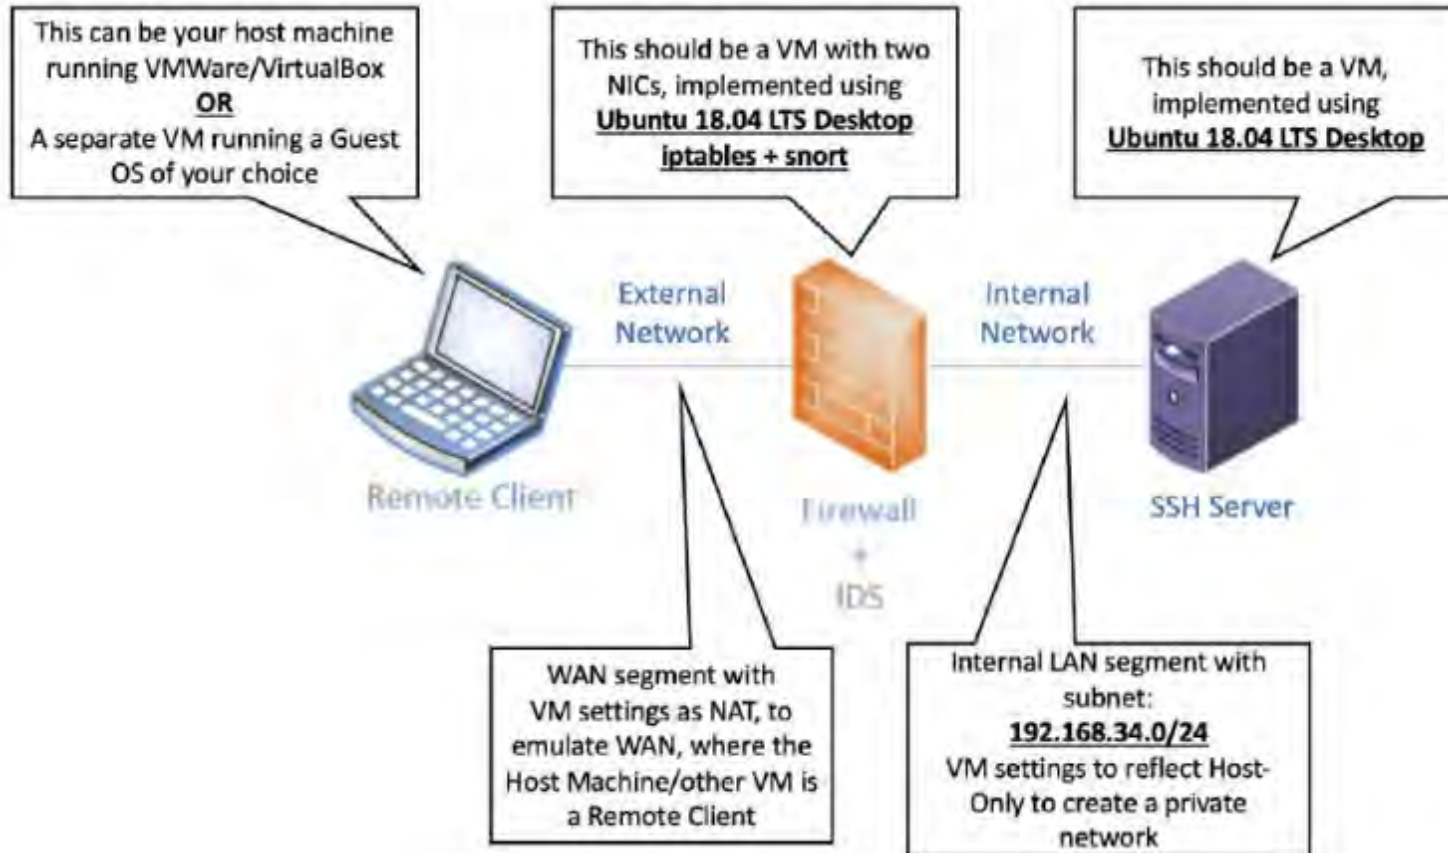 This can be your host machine
running VMWare/VirtualBox
OR
A separate VM running a Guest
OS of your choice
This should be a VM with two
NICs, implemented using
Ubuntu 18.04 LTS Desktop
iptables + snort
This should be a VM,
implemented using
Ubuntu 18.04 LTS Desktop
External
Network
Internal
Network
Remote Client
Firewall
+
IDS
SSH Server
WAN segment with
VM settings as NAT, to
emulate WAN, where the
Host Machine/other VM is
a Remote Client
Internal LAN segment with
subnet:
192.168.34.0/24
VM settings to reflect Host-
Only to create a private
network